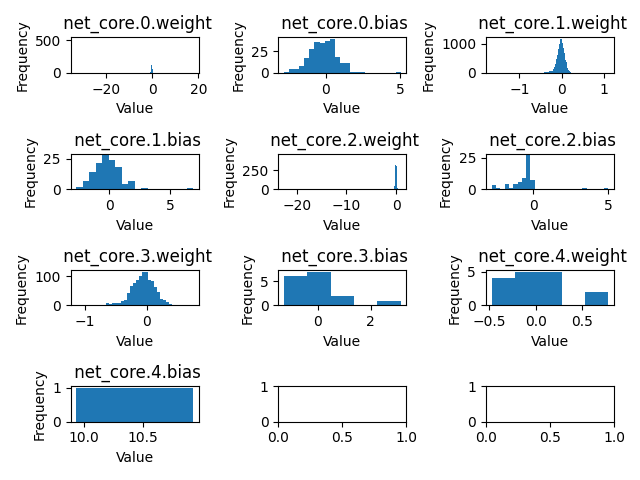 net_core.0.weight
Frequency
500
0
−20
0
20
Value
net_core.0.bias
Frequency
25
0
0
5
Value
net_core.1.weight
Frequency
1000
0
−1
0
1
Value
net_core.1.bias
Frequency
25
0
0
5
Value
net_core.2.weight
Frequency
250
0
−20
−10
0
Value
net_core.2.bias
Frequency
25
0
0
5
Value
net_core.3.weight
Frequency
100
0
−1
0
Value
net_core.3.bias
Frequency
5
0
0
2
Value
net_core.4.weight
Frequency
5
0
−0.5
0.0
0.5
Value
net_core.4.bias
Frequency
1
0
10.0
10.5
Value
1
0
0.0
0.5
1.0
1
0
0.0
0.5
1.0